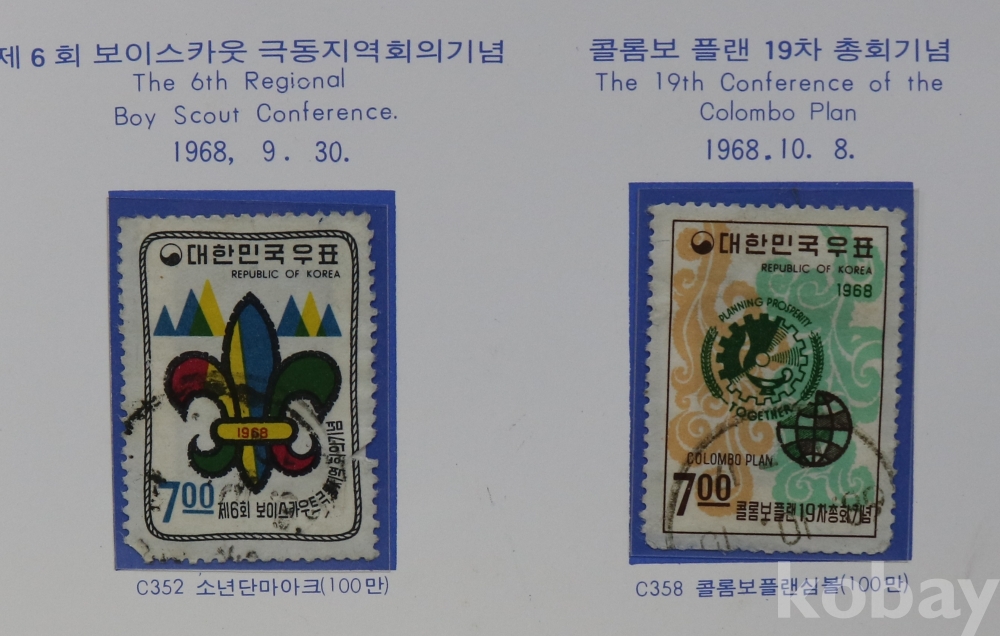 제 6 회 보이스카웃 극동지역회의기념
The 6th Regional
Boy Scout Conference.
1968, 9. 30.
대한민국우표
REPUBLIC OF KOREA
1968
700
제6회 보이스카웃극동지역회의기념
C352 소년단마아크(100만)
콜롬보 플랜 19차 총회기념
The 19th Conference of the
Colombo Plan
1968.10. 8.
대한민국우표
REPUBLIC OF KOREA
1968
PLANNING PROSPERITY
TOGETHER
COLOMBO PLAN
700
콜롬보플랜19차총회기념
C358 콜롬보플랜심볼(100만)
kobay